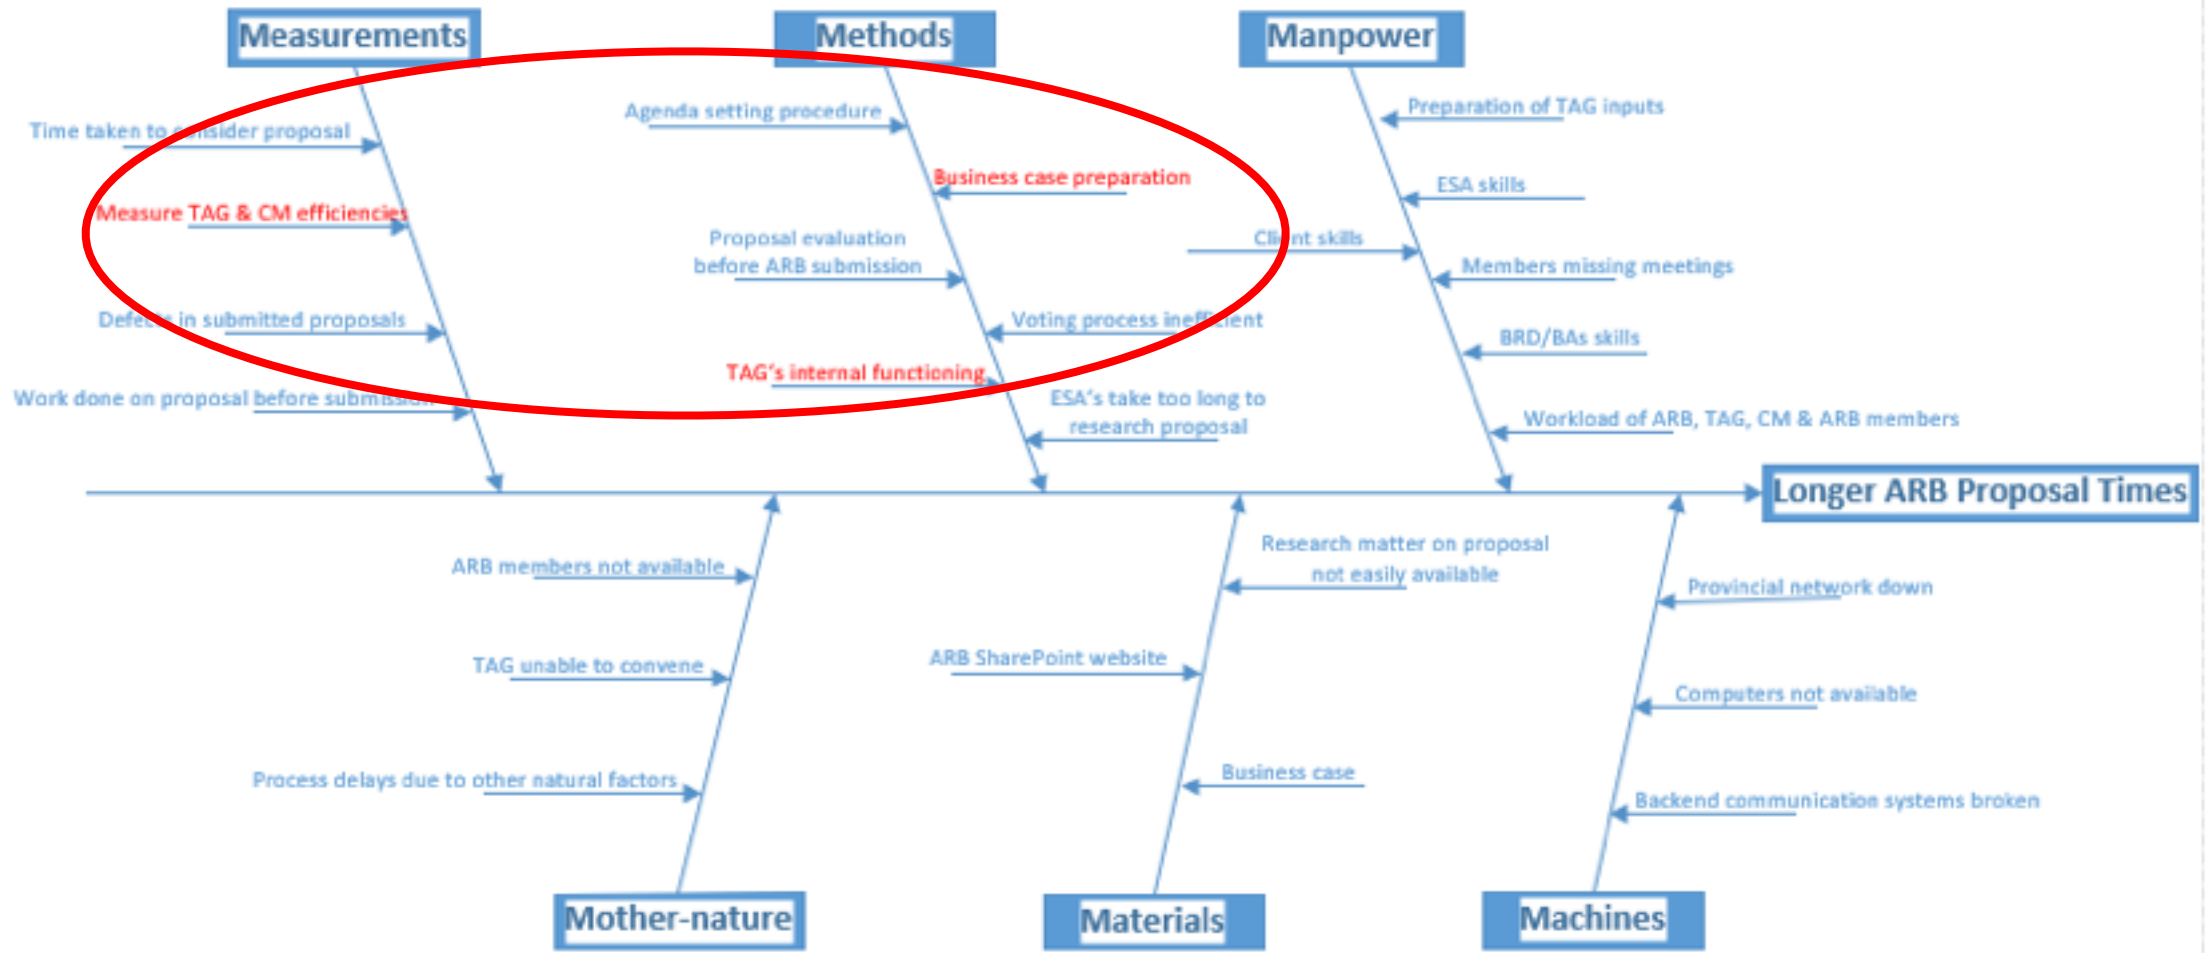 Measurements
Methods
Manpower
Time taken to consider proposal
Measure TAG & CM efficiencies
Defects in submitted proposals
Work done on proposal before submission
Agenda setting procedure
Business case preparation
Proposal evaluation
before ARB submission
Voting process inefficient
TAG's internal functioning
ESA's take too long to
research proposal
Preparation of TAG inputs
ESA skills
Client skills
Members missing meetings
BRD/BAs skills
Workload of ARB, TAG, CM & ARB members
Longer ARB Proposal Times
ARB members not available
TAG unable to convene
Process delays due to other natural factors
Research matter on proposal
not easily available
ARB SharePoint website
Business case
Provincial network down
Computers not available
Backend communication systems broken
Mother-nature
Materials
Machines